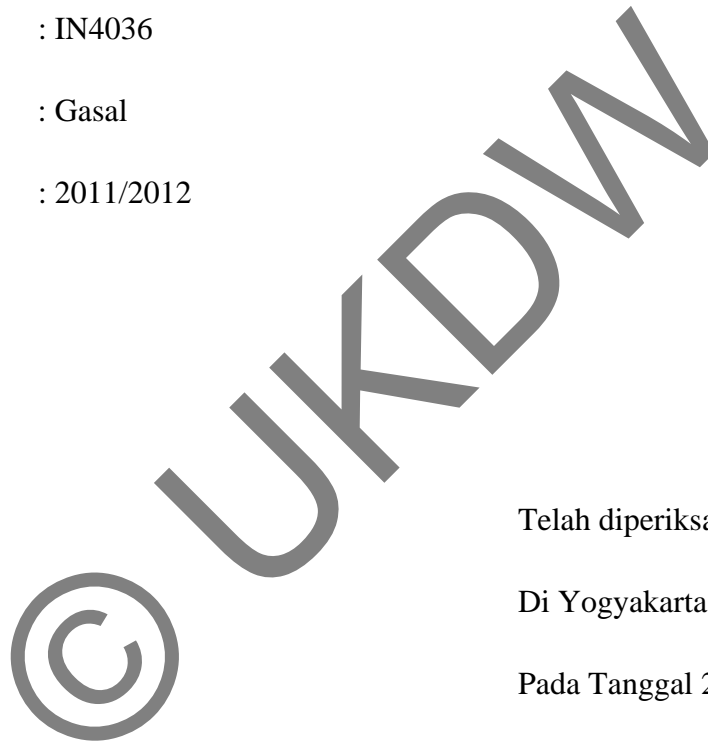 : IN4036
: Gasal
: 2011/2012
© UKDW
Telah diperiksa
Di Yogyakarta
Pada Tanggal 2